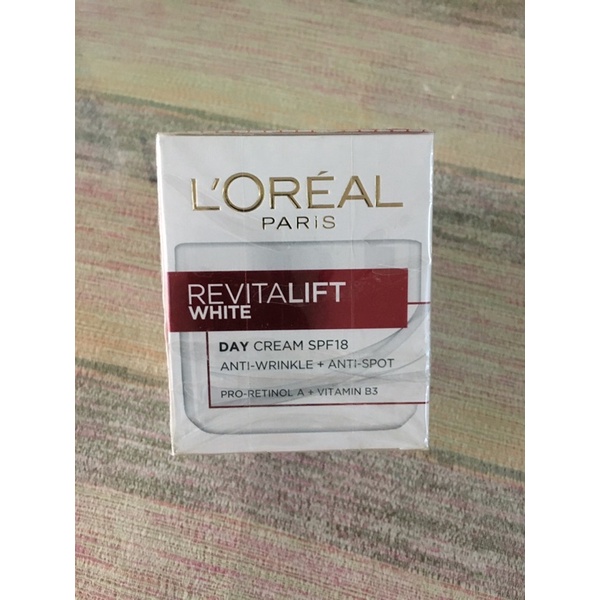 L'ORÉAL
PARiS
REVITALIFT
WHITE
DAY CREAM SPF18
ANTI-WRINKLE + ANTI-SPOT
PRO-RETINOL A + VITAMIN B3